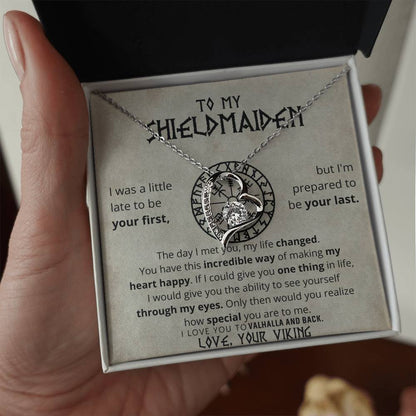 TO MY
SHIELDMAIDEN
I was a little
late to be
your first,
but I'm
prepared to
be your last.
The day I met you, my life changed.
You have this incredible way of making my
heart happy. If I could give you one thing in life,
I would give you the ability to see yourself
through my eyes. Only then would you realize
how special you are to me.
I LOVE YOU TO VALHALLA AND BACK.
LOVE, YOUR VIKING